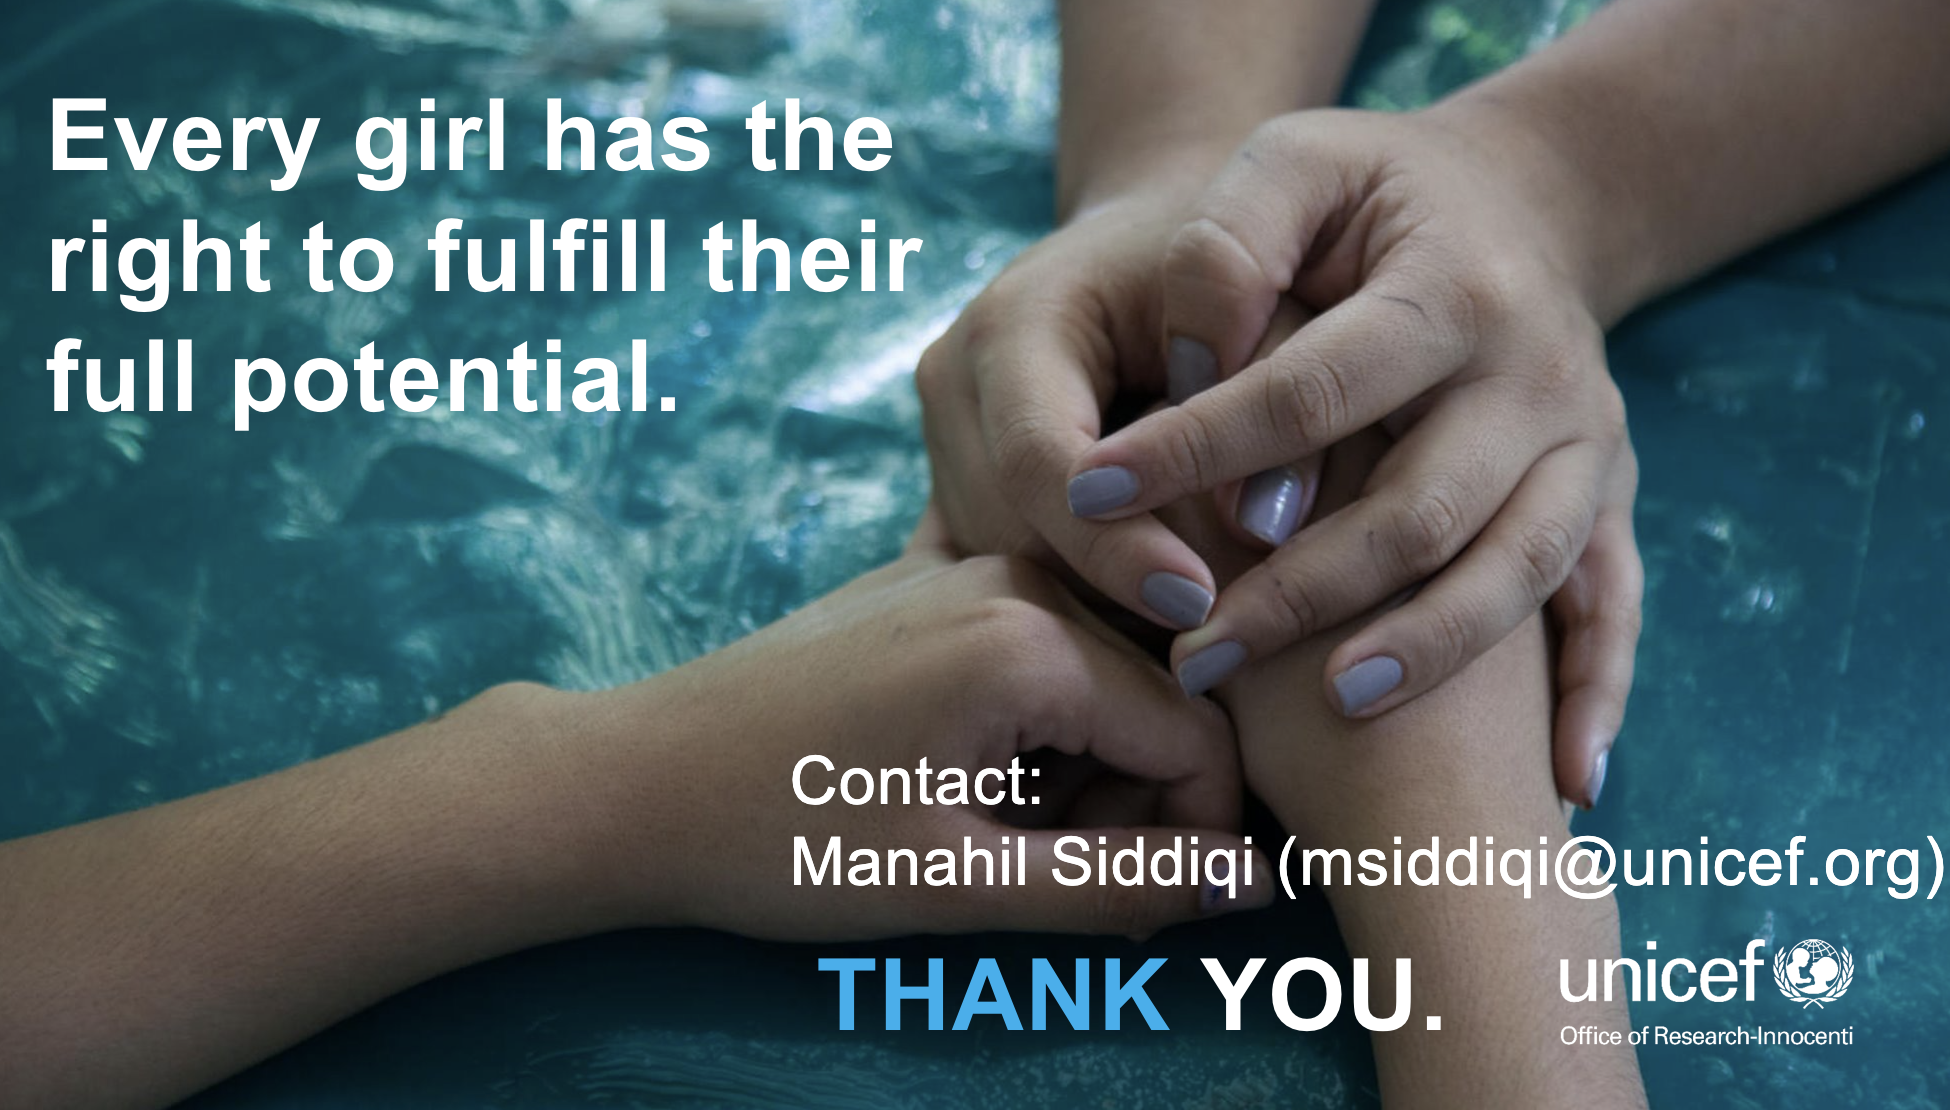 Every girl has the
right to fulfill their
full potential.
Contact:
Manahil Siddiqi (msiddiqi@unicef.org)
THANK YOU.
unicef
Office of Research-Innocenti